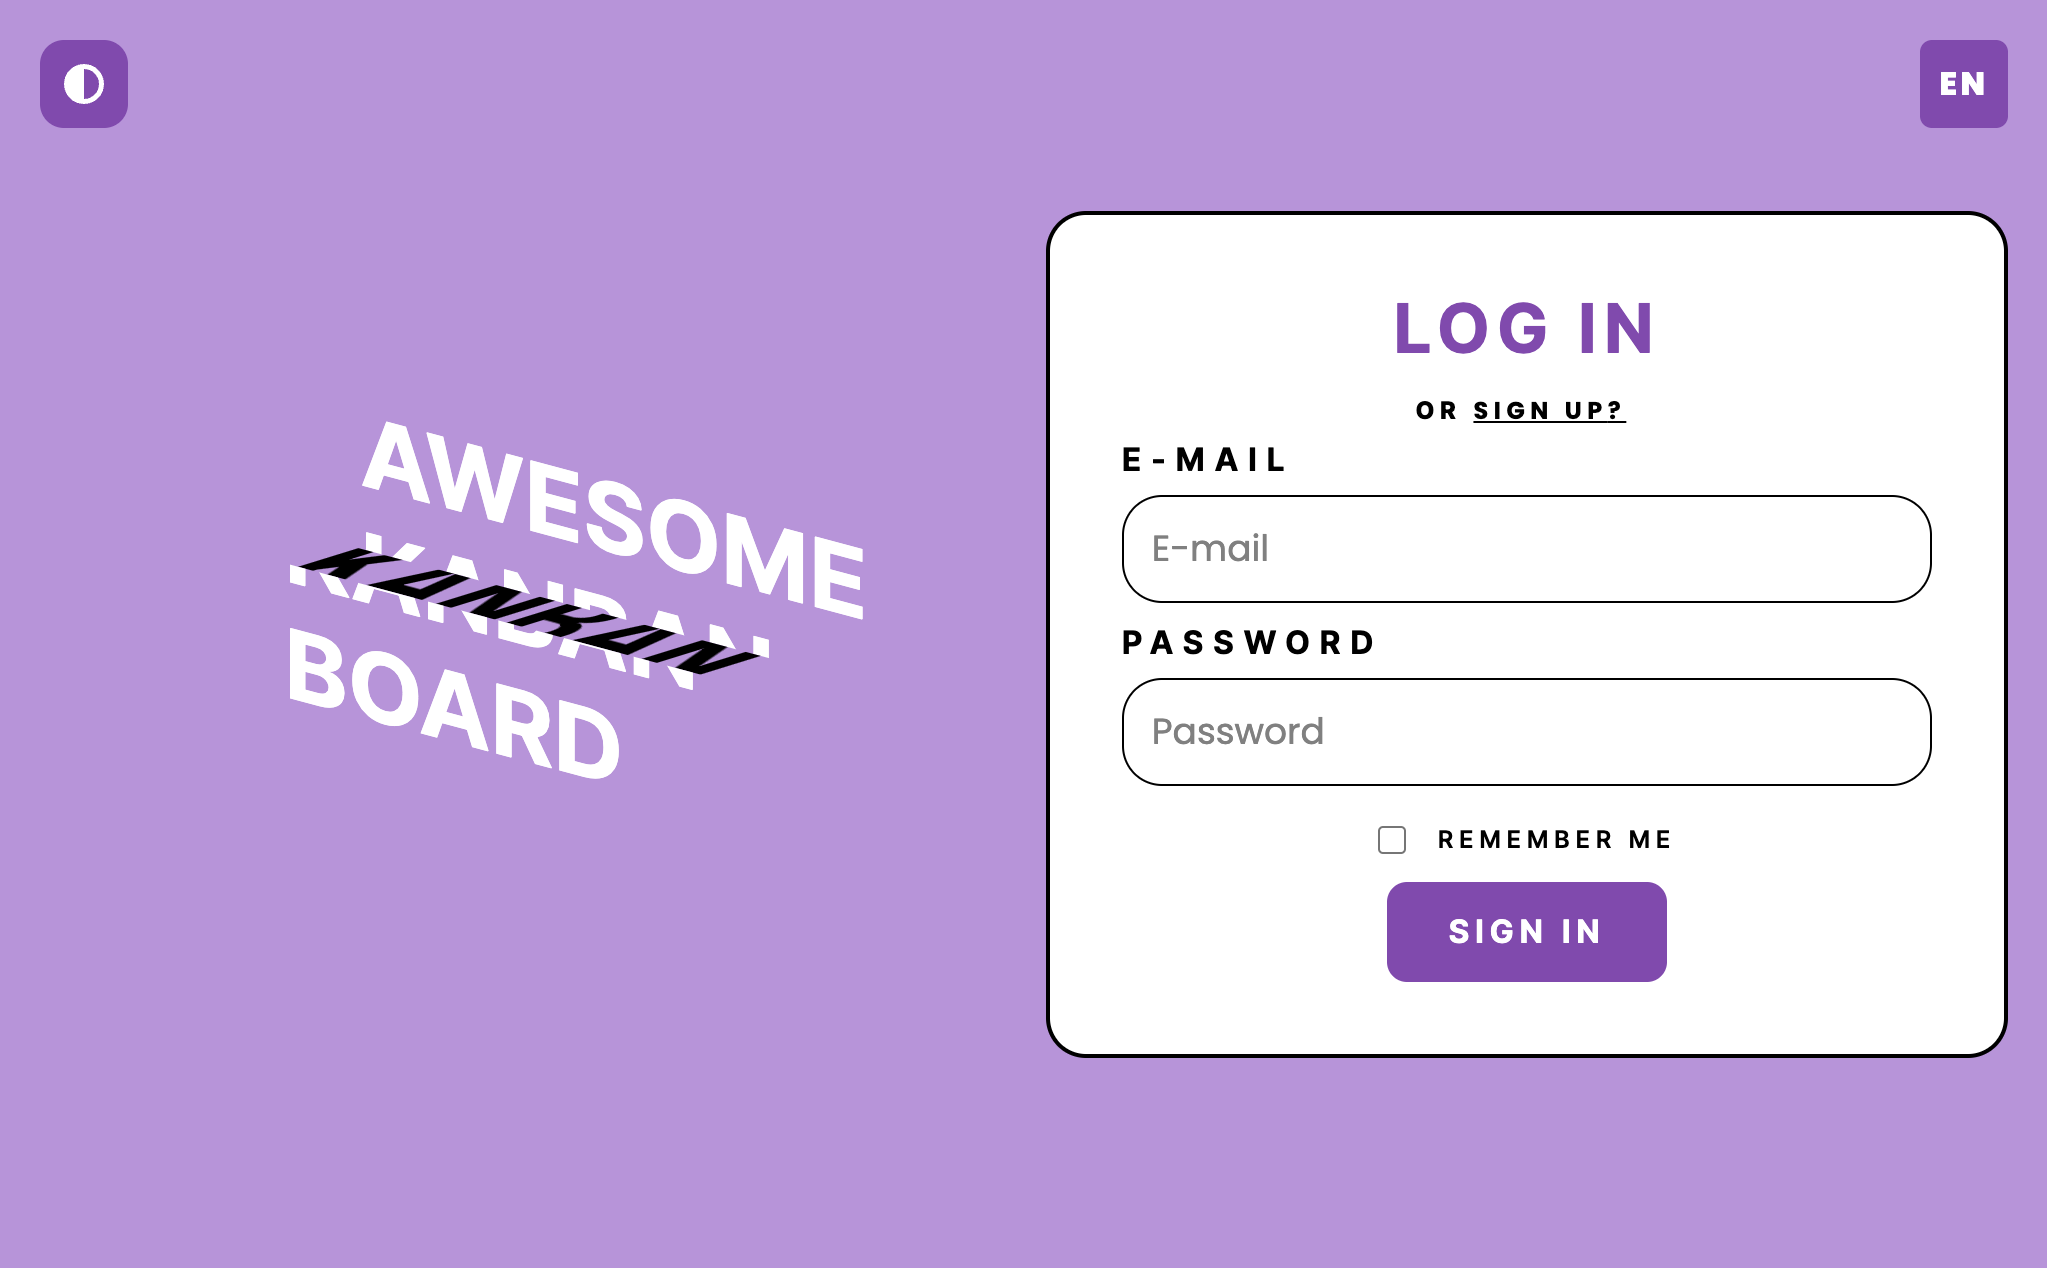 EN
AWESOME
KANBAN
BOARD
LOG IN
OR SIGN UP?
E-MAIL
E-mail
PASSWORD
Password
REMEMBER ME
SIGN IN